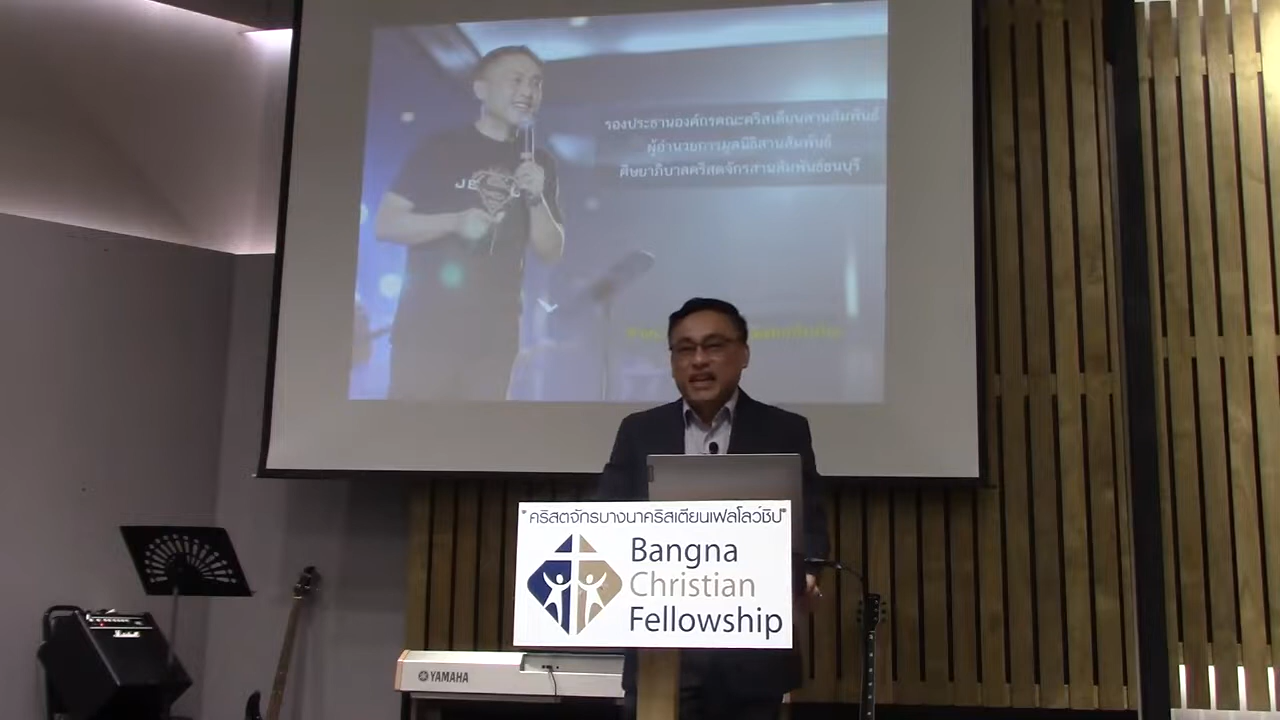 รองประธานองค์กรคณะคริสเตียนสานสัมพันธ์
ผู้อำนวยการมูลนิธิสานสัมพันธ์
ศิษยาภิบาลคริสตจักรสานสัมพันธ์ธนบุรี
"คริสตจักรบางนาคริสเตียนเฟลโลว์ชิป"
Bangna
Christian
Fellowship
YAMAHA
Marshall